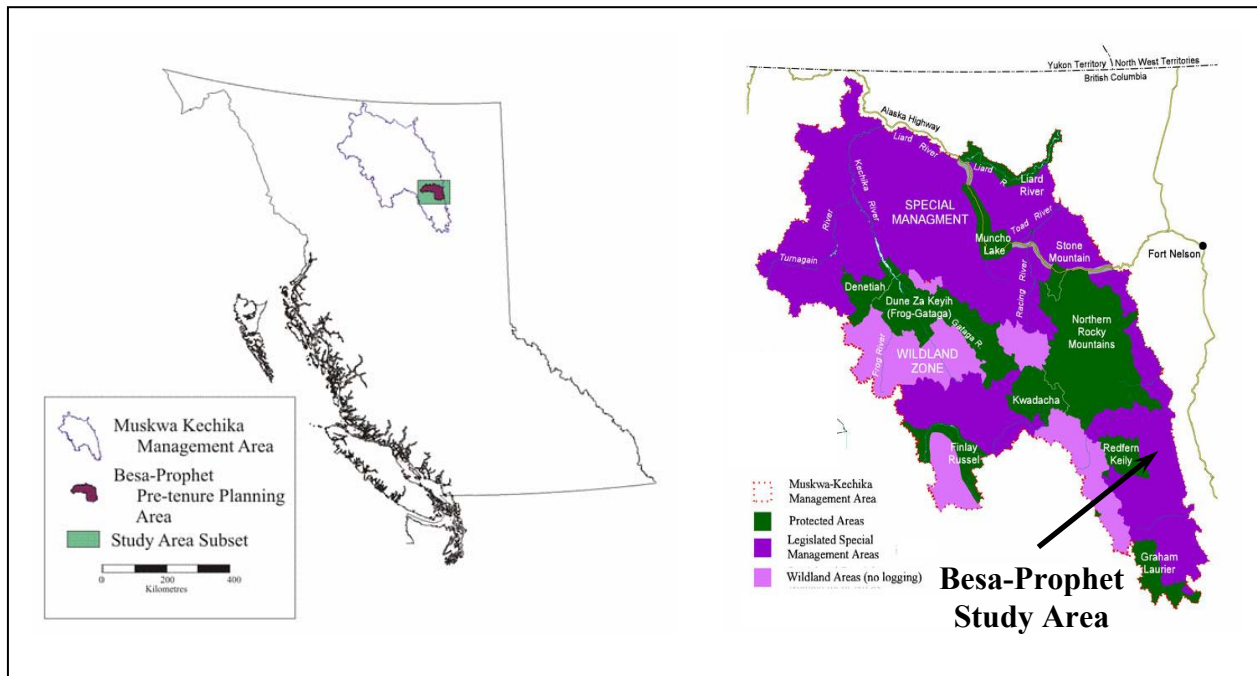 Muskwa Kechika
Management Area
Besa-Prophet
Pre-tenure Planning
Area
Study Area Subset
0 200 400
Kilometres
Yukon Territory North West Territories
British Columbia
Alaska Highway
Liard River
Liard R.
Liard
River
Kechika
River
SPECIAL
MANAGMENT
Toad River
Muncho
Lake
Stone
Mountain
Fort Nelson
River
Turnagain
Racing River
Denetiah
Dune Za Keyih
(Frog-Gataga)
Gataga R.
Northern
Rocky
Mountains
Frog River
WILDLAND
ZONE
Kwadacha
Finlay
Russel
Redfern
Keily
Graham
Laurier
Muskwa-Kechika
Management Area
Protected Areas
Legislated Special
Management Areas
Wildland Areas (no logging)
Besa-Prophet
Study Area